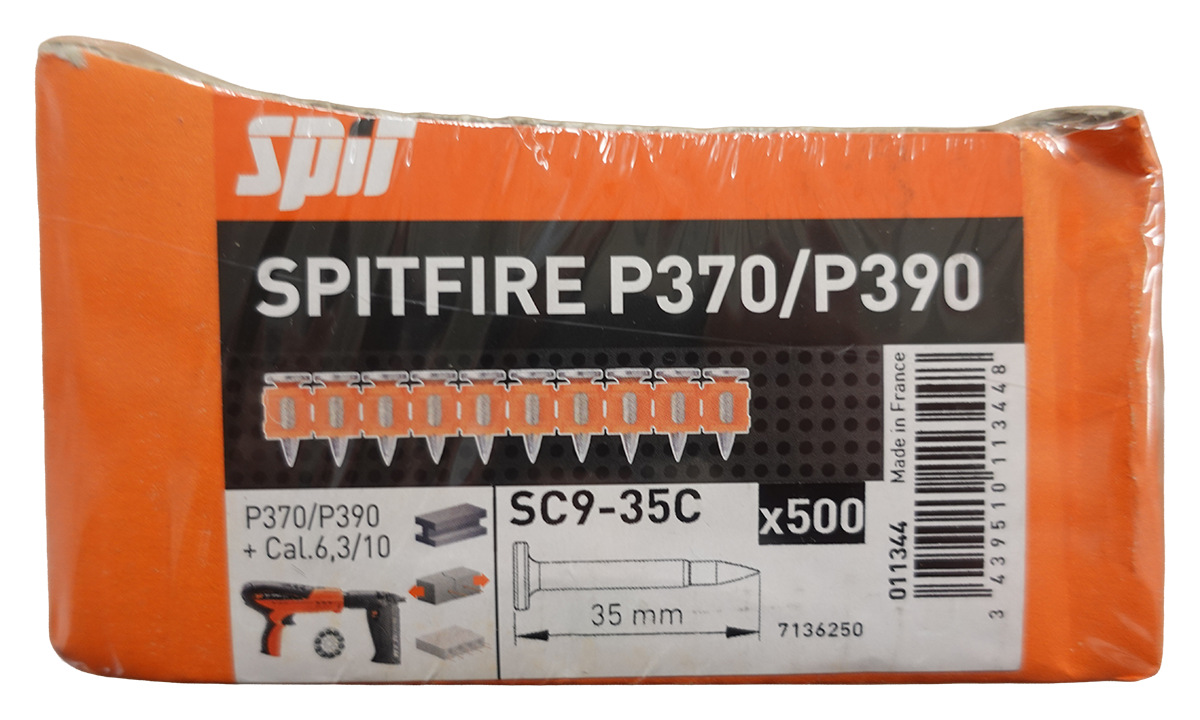 spit
SPITFIRE P370/P390
P370/P390
+ Cal.6,3/10
SC9-35C
x500
35 mm
7136250
Made in France
011344
3 439510 113448